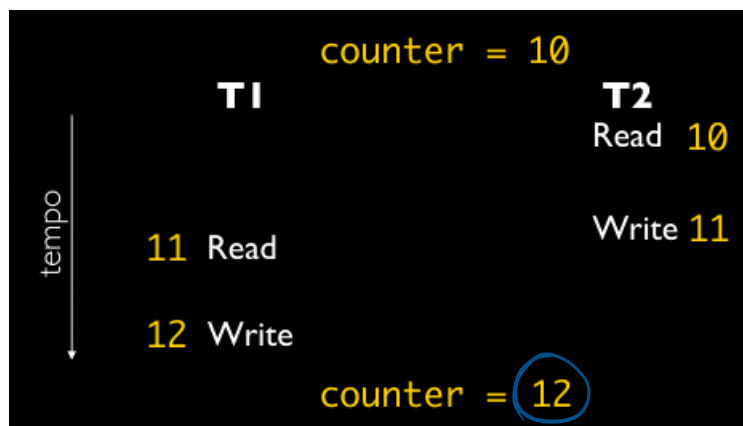 counter = 10
T1 T2
Read 10
Write 11
tempo
11 Read
12 Write
counter = 12